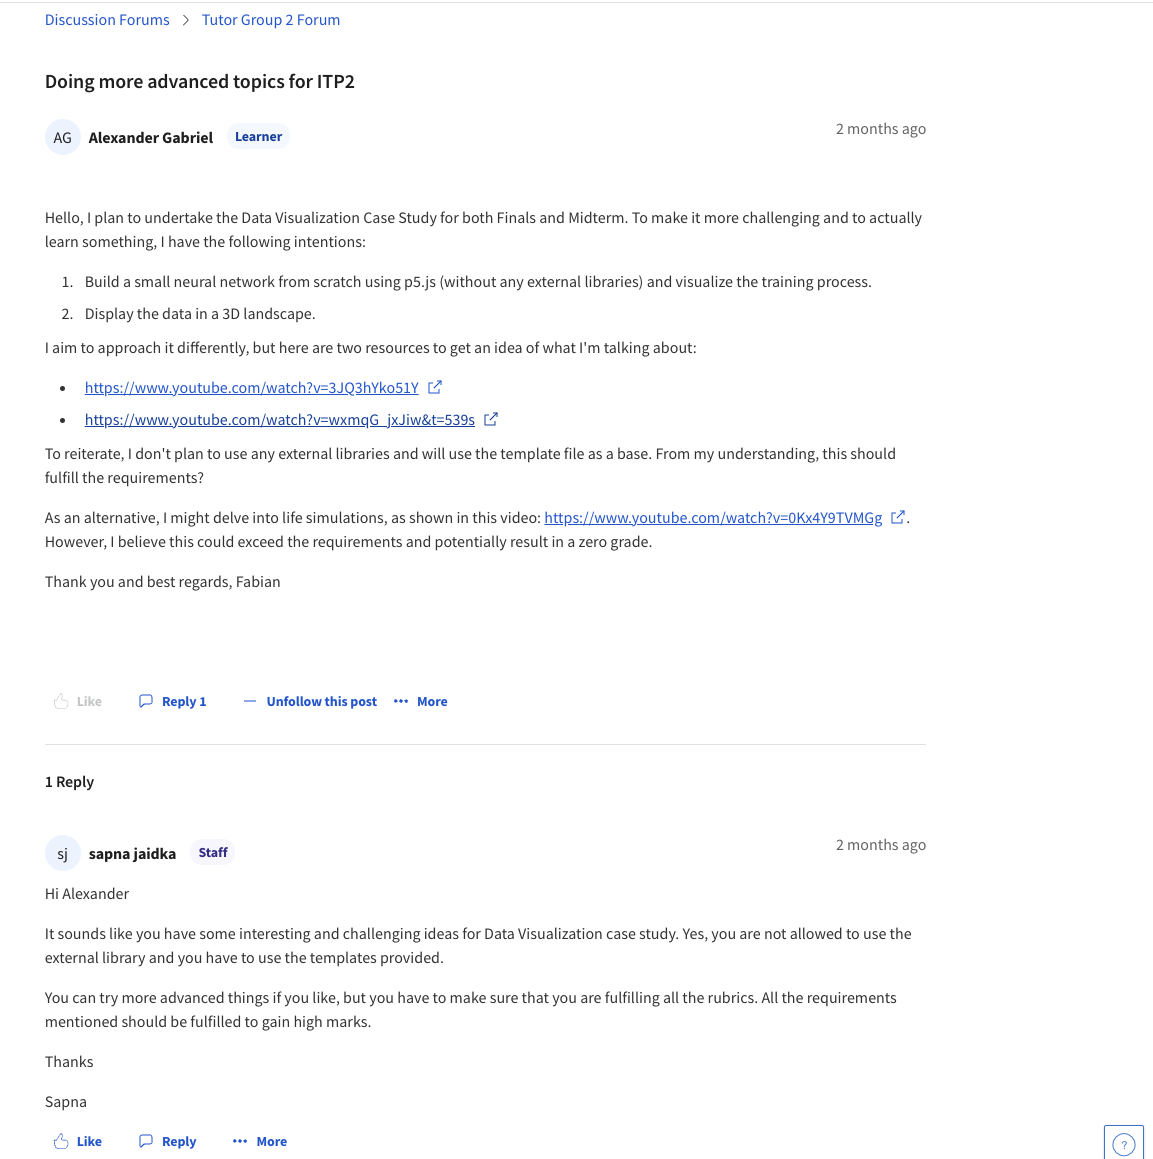 Discussion Forums > Tutor Group 2 Forum
Doing more advanced topics for ITP2
AG Alexander Gabriel Learner
2 months ago
Hello, I plan to undertake the Data Visualization Case Study for both Finals and Midterm. To make it more challenging and to actually
learn something, I have the following intentions:
1. Build a small neural network from scratch using p5.js (without any external libraries) and visualize the training process.
2. Display the data in a 3D landscape.
I aim to approach it differently, but here are two resources to get an idea of what I'm talking about:
• https://www.youtube.com/watch?v=3JQ3hYko51Y
• https://www.youtube.com/watch?v=wxmqG_jxJiw&t=539s
To reiterate, I don't plan to use any external libraries and will use the template file as a base. From my understanding, this should
fulfill the requirements?
As an alternative, I might delve into life simulations, as shown in this video: https://www.youtube.com/watch?v=0Kx4Y9TVMGg .
However, I believe this could exceed the requirements and potentially result in a zero grade.
Thank you and best regards, Fabian
Like Reply 1 Unfollow this post More
1 Reply
sj sapna jaidka Staff
2 months ago
Hi Alexander
It sounds like you have some interesting and challenging ideas for Data Visualization case study. Yes, you are not allowed to use the
external library and you have to use the templates provided.
You can try more advanced things if you like, but you have to make sure that you are fulfilling all the rubrics. All the requirements
mentioned should be fulfilled to gain high marks.
Thanks
Sapna
Like Reply More
?